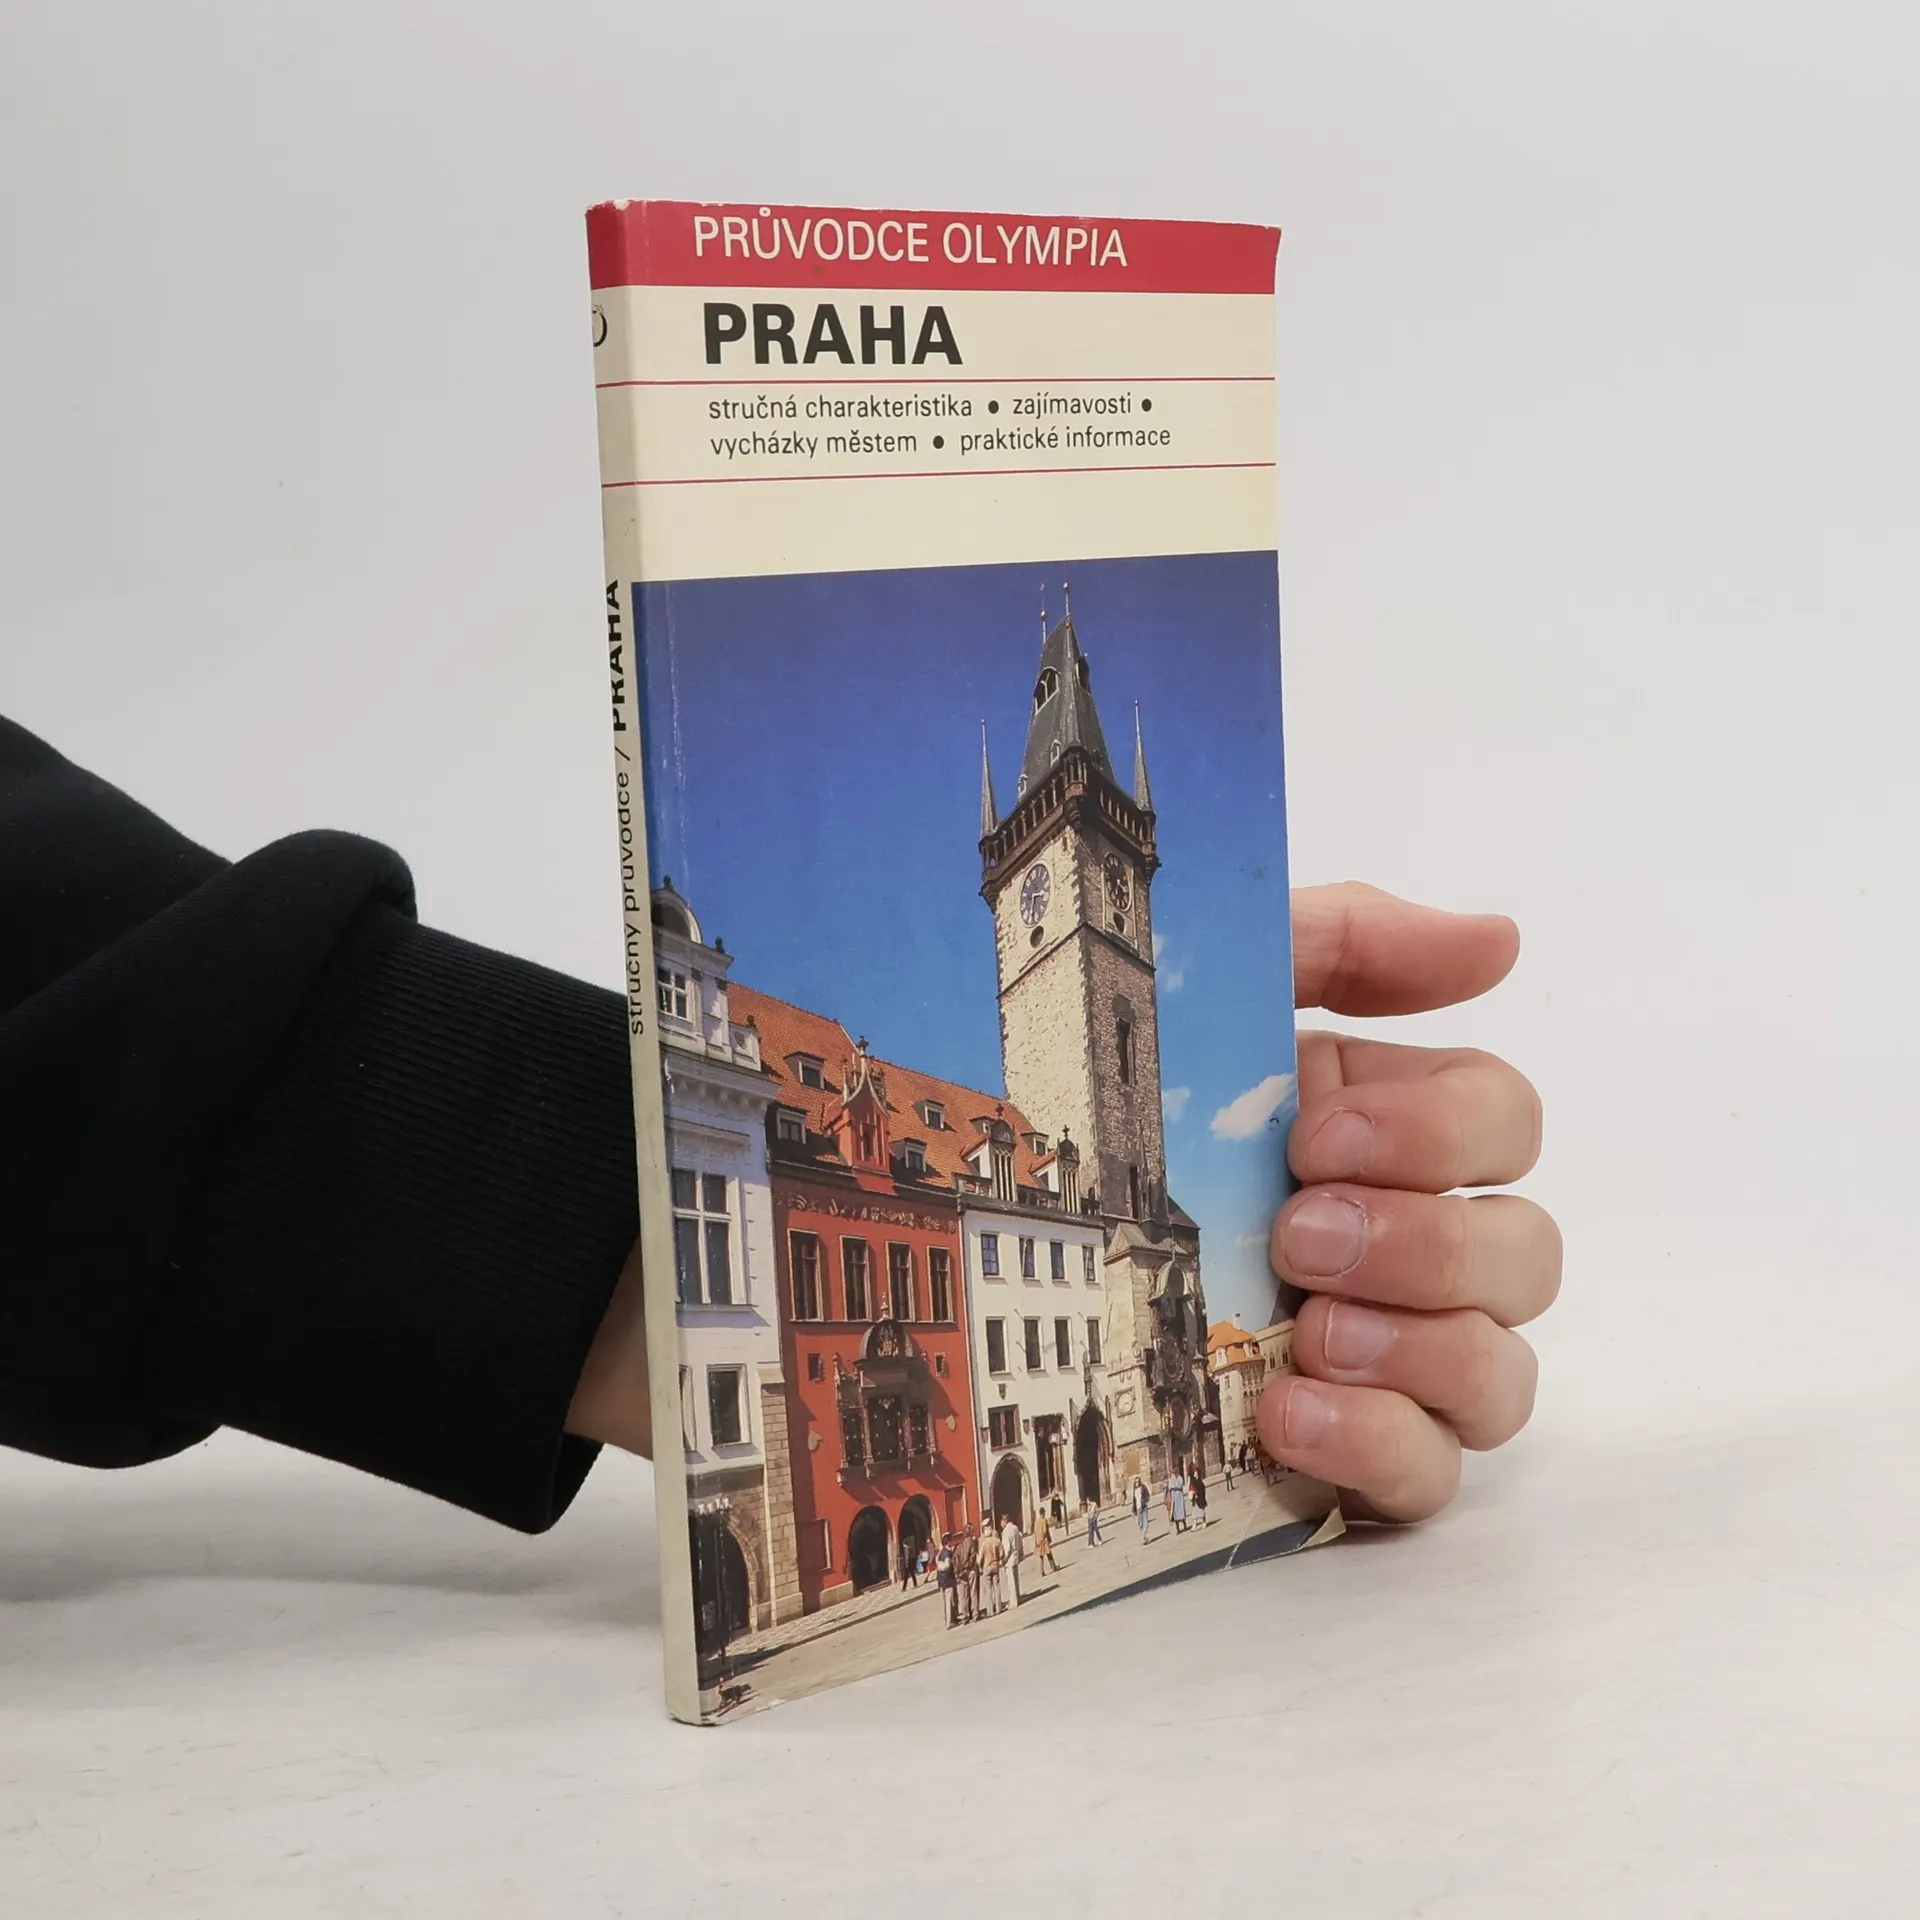 PRŮVODCE OLYMPIA
PRAHA
stručná charakteristika • zajímavosti •
vycházky městem • praktické informace
stručný průvodce / PRAHA